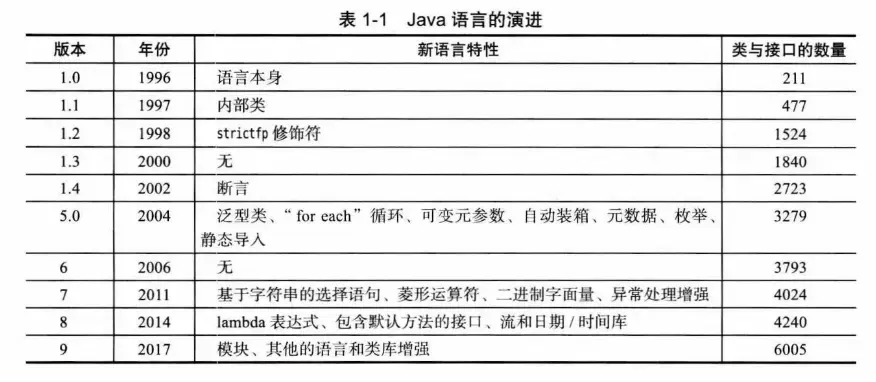 表 1-1 Java 语言的演进
版本 年份 新语言特性 类与接口的数量
1.0 1996 语言本身 211
1.1 1997 内部类 477
1.2 1998 strictfp 修饰符 1524
1.3 2000 无 1840
1.4 2002 断言 2723
5.0 2004 泛型类、“for each”循环、可变元参数、自动装箱、元数据、枚举、 3279
静态导入
6 2006 无 3793
7 2011 基于字符串的选择语句、菱形运算符、二进制字面量、异常处理增强 4024
8 2014 lambda 表达式、包含默认方法的接口、流和日期 / 时间库 4240
9 2017 模块、其他的语言和类库增强 6005